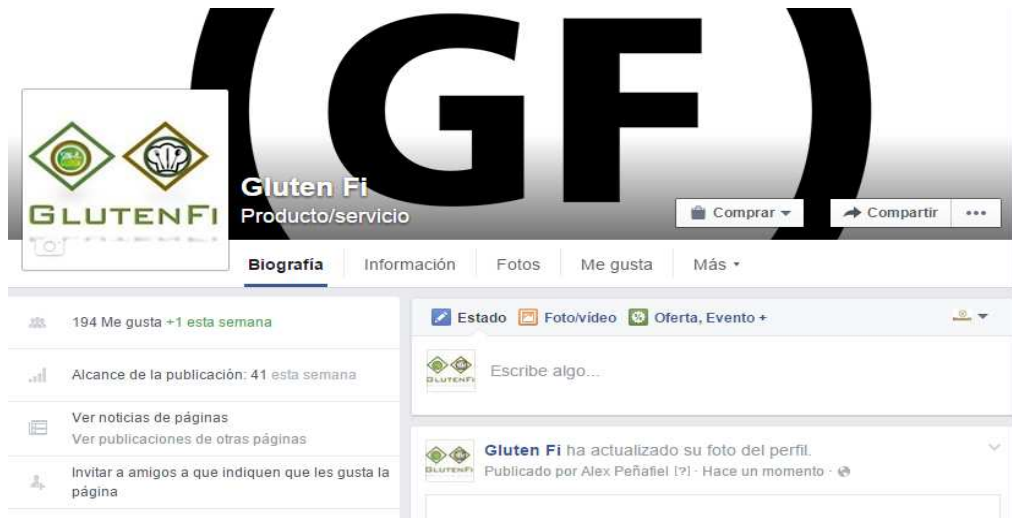 GF
GLUTENFI
Gluten Fi
Producto/servicio
Comprar
Compartir
Biografía
Información
Fotos
Me gusta
Más
194 Me gusta +1 esta semana
Alcance de la publicación: 41 esta semana
Ver noticias de páginas
Ver publicaciones de otras páginas
Invitar a amigos a que indiquen que les gusta la
página
Estado
Foto/vídeo
Oferta, Evento +
GLUTENFI
Escribe algo...
GLUTENFI
Gluten Fi ha actualizado su foto del perfil.
Publicado por Alex Peñafiel [?] · Hace un momento ·